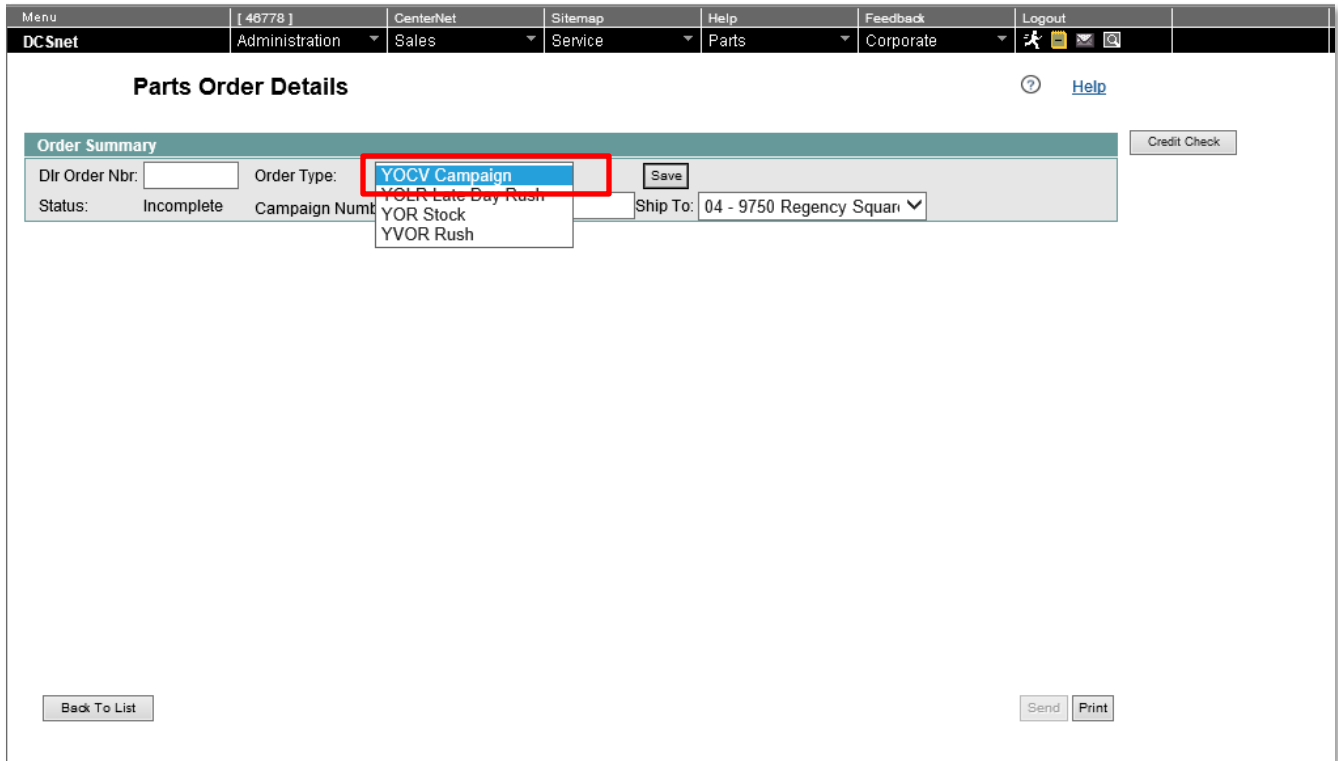 Menu [ 46778 ] CenterNet Sitemap Help Feedback Logout
DCSnet Administration Sales Service Parts Corporate
Parts Order Details
? Help
Order Summary
Credit Check
Dlr Order Nbr: Order Type: YOCV Campaign Save
YOLR Late Day Rush
Status: Incomplete Campaign Numb Ship To: 04 - 9750 Regency Squar
YOR Stock
YVOR Rush
Back To List Send Print